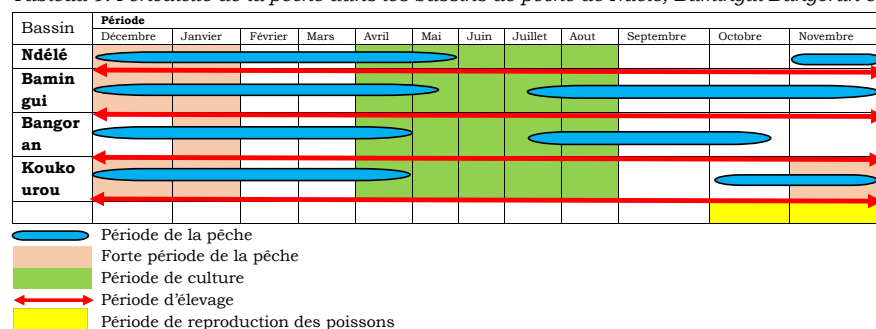 Bassin
Période
Décembre Janvier Février Mars Avril Mai Juin Juillet Aout Septembre Octobre Novembre
Ndélé
Bamin
gui
Bangor
an
Kouko
urou
Période de la pêche
Forte période de la pêche
Période de culture
Période d'élevage
Période de reproduction des poissons